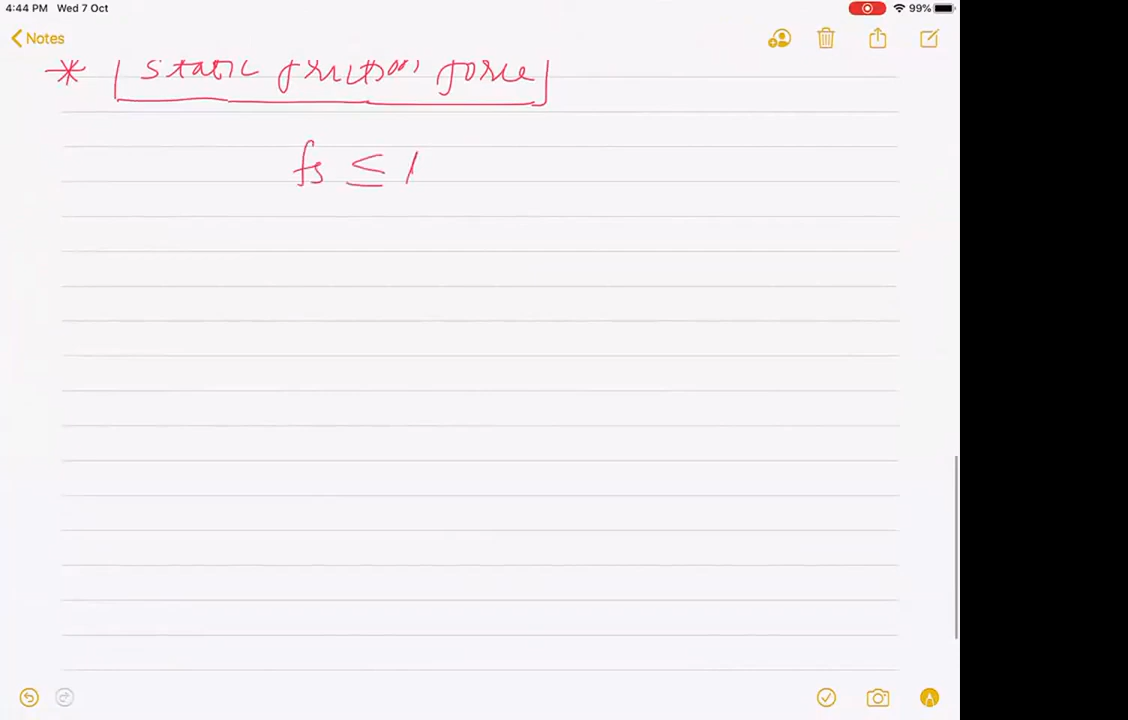 4:44 PM Wed 7 Oct
99%
Notes
* static friction force
fs ≤